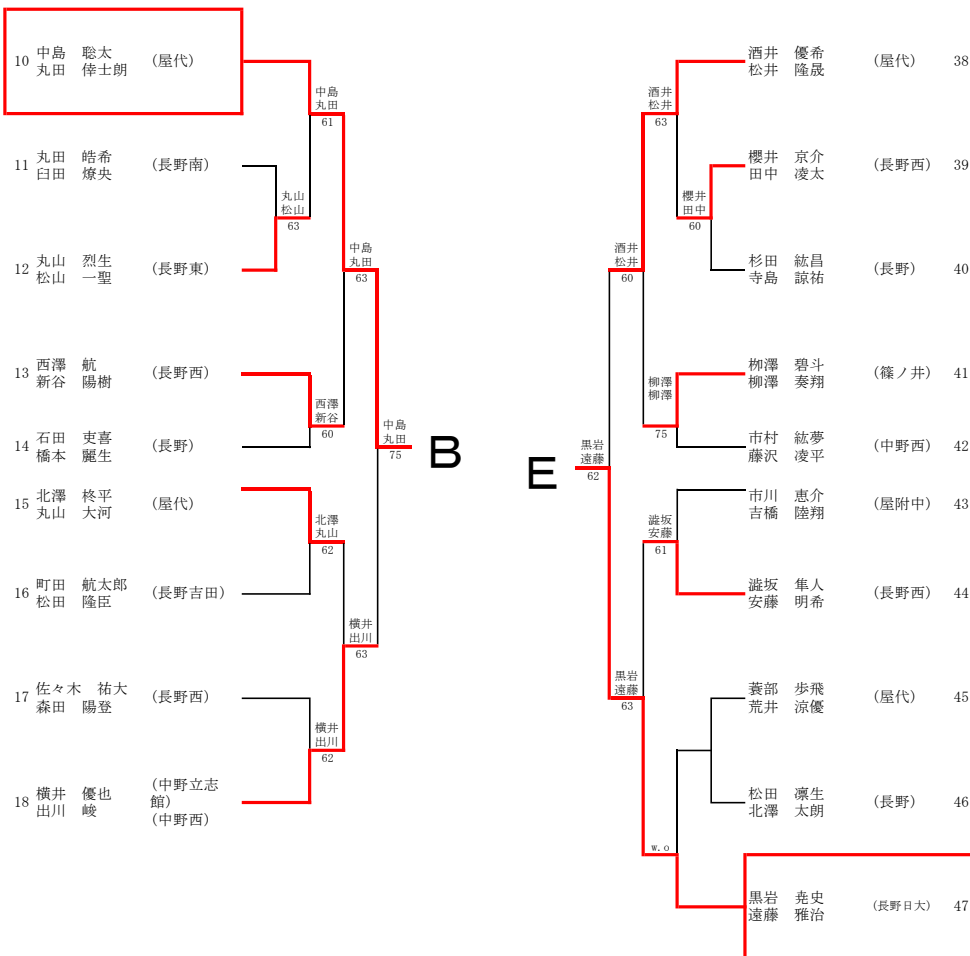 10 中島　聡太 (屋代)
丸田　倖士朗
11 丸田　皓希 (長野南)
臼田　燎央
12 丸山　烈生 (長野東)
松山　一聖
13 西澤　航 (長野西)
新谷　陽樹
14 石田　吏喜 (長野)
橋本　麗生
15 北澤　柊平 (屋代)
丸山　大河
16 町田　航太郎 (長野吉田)
松田　隆臣
17 佐々木　祐大 (長野西)
森田　陽登
18 横井　優也 (中野立志館)
出川　峻 (中野西)
中島
丸田
61
丸山
松山
63
中島
丸田
63
西澤
新谷
60
中島
丸田
75
北澤
丸山
62
横井
出川
63
横井
出川
62
B
E
酒井
松井
63
櫻井
田中
60
酒井
松井
60
柳澤
柳澤
75
黒岩
遠藤
62
澁坂
安藤
61
黒岩
遠藤
63
w.o
酒井　優希 (屋代) 38
松井　隆晟
櫻井　京介 (長野西) 39
田中　凌太
杉田　紘昌 (長野) 40
寺島　諒祐
栁澤　碧斗 (篠ノ井) 41
柳澤　奏翔
市村　紘夢 (中野西) 42
藤沢　凌平
市川　恵介 (屋附中) 43
吉橋　陸翔
澁坂　隼人 (長野西) 44
安藤　明希
蓑部　歩飛 (屋代) 45
荒井　涼優
松田　凛生 (長野) 46
北澤　太朗
黒岩　堯史 (長野日大) 47
遠藤　雅治